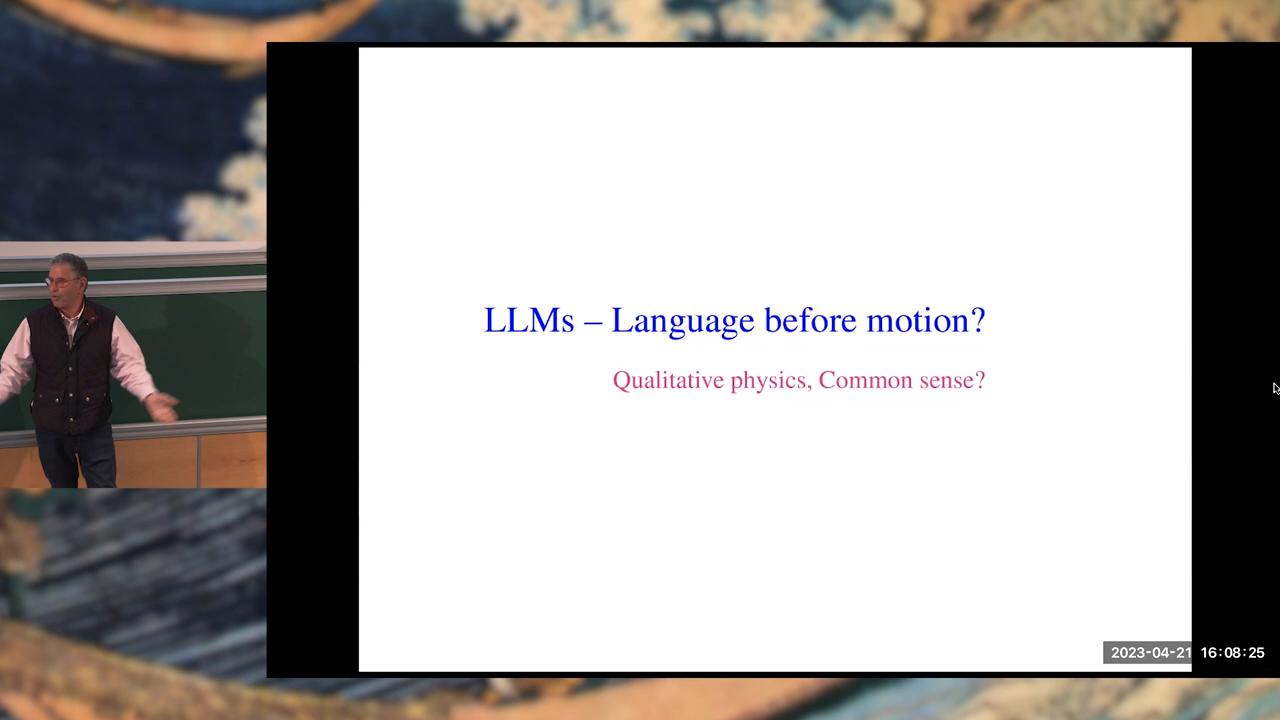 LLMs – Language before motion?
Qualitative physics, Common sense?
2023-04-21 16:08:25